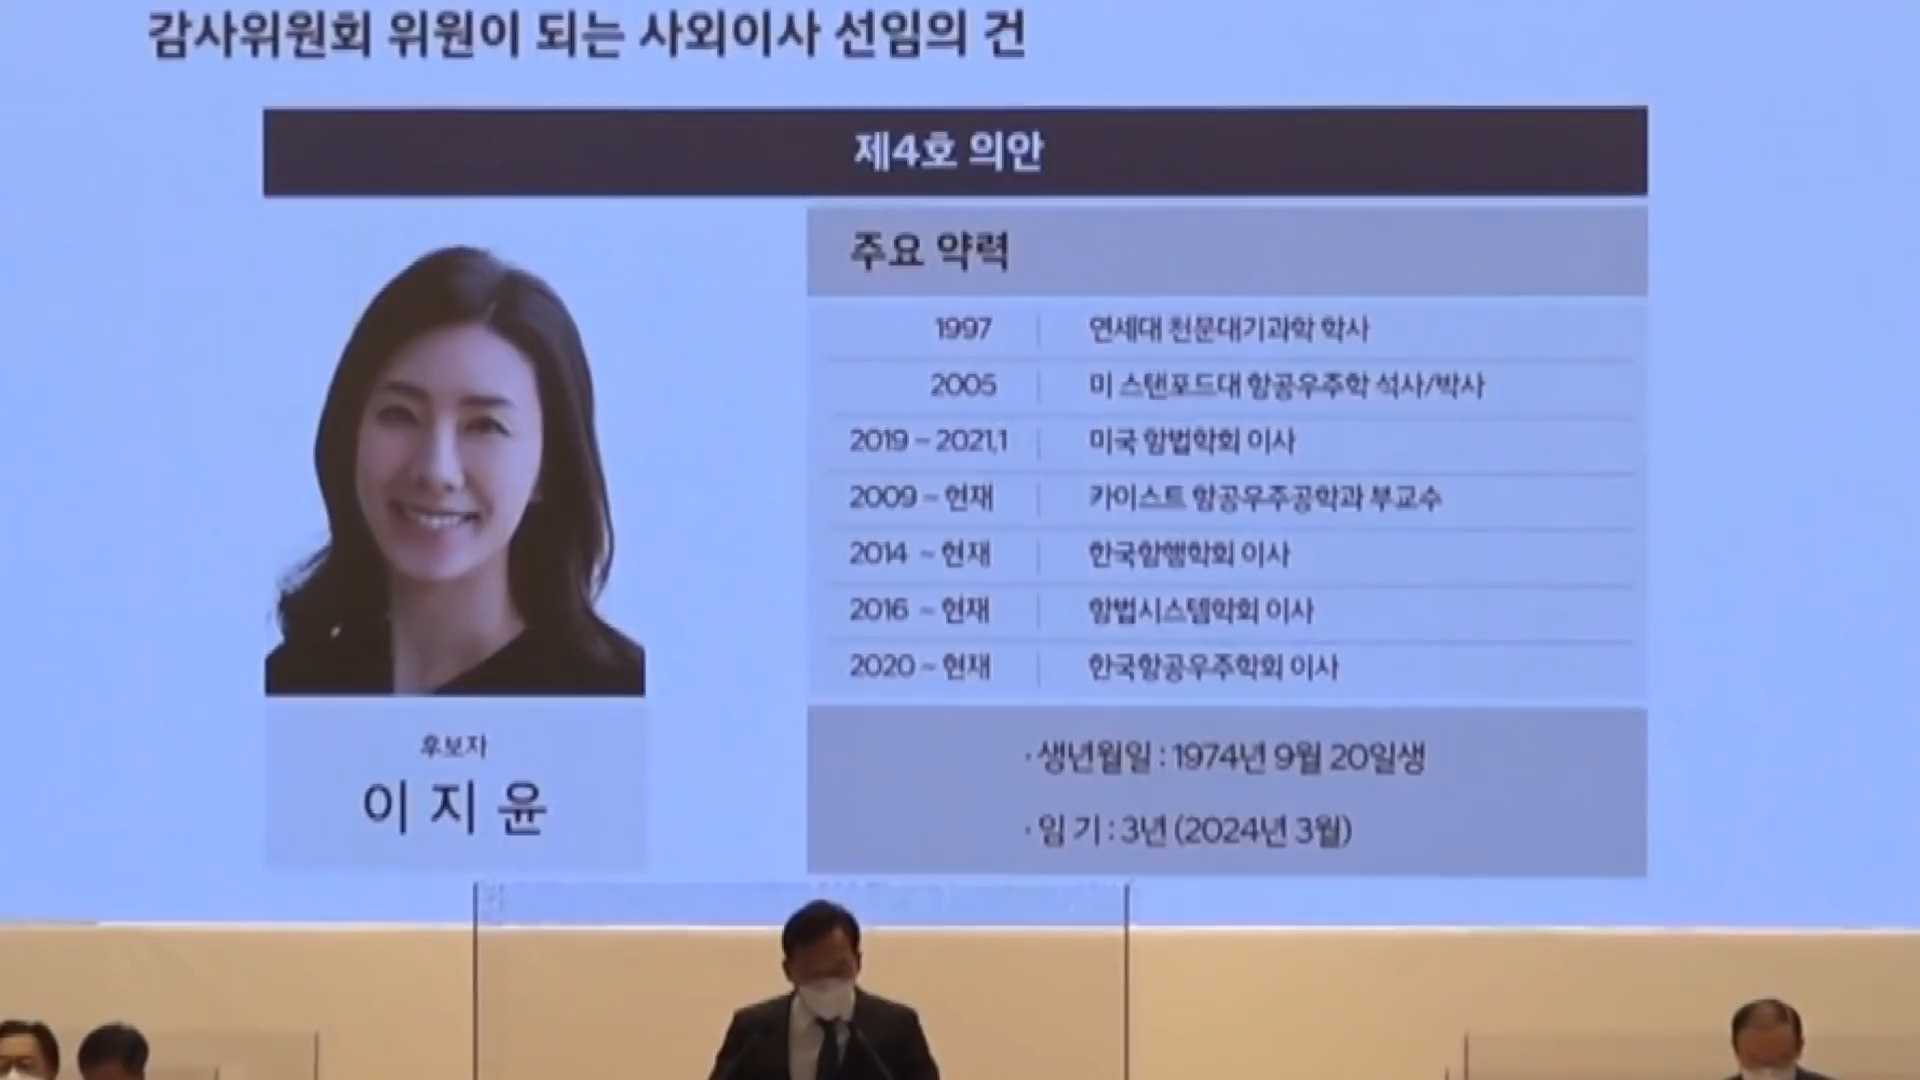 감사위원회 위원이 되는 사외이사 선임의 건
제4호 의안
주요 약력
1997 연세대 천문대기과학 학사
2005 미 스탠포드대 항공우주학 석사/박사
2019 ~ 2021.1 미국 항법학회 이사
2009 ~ 현재 카이스트 항공우주공학과 부교수
2014 ~ 현재 한국항행학회 이사
2016 ~ 현재 항법시스템학회 이사
2020 ~ 현재 한국항공우주학회 이사
후보자
이지윤
· 생년월일 : 1974년 9월 20일생
· 임 기 : 3년 (2024년 3월)